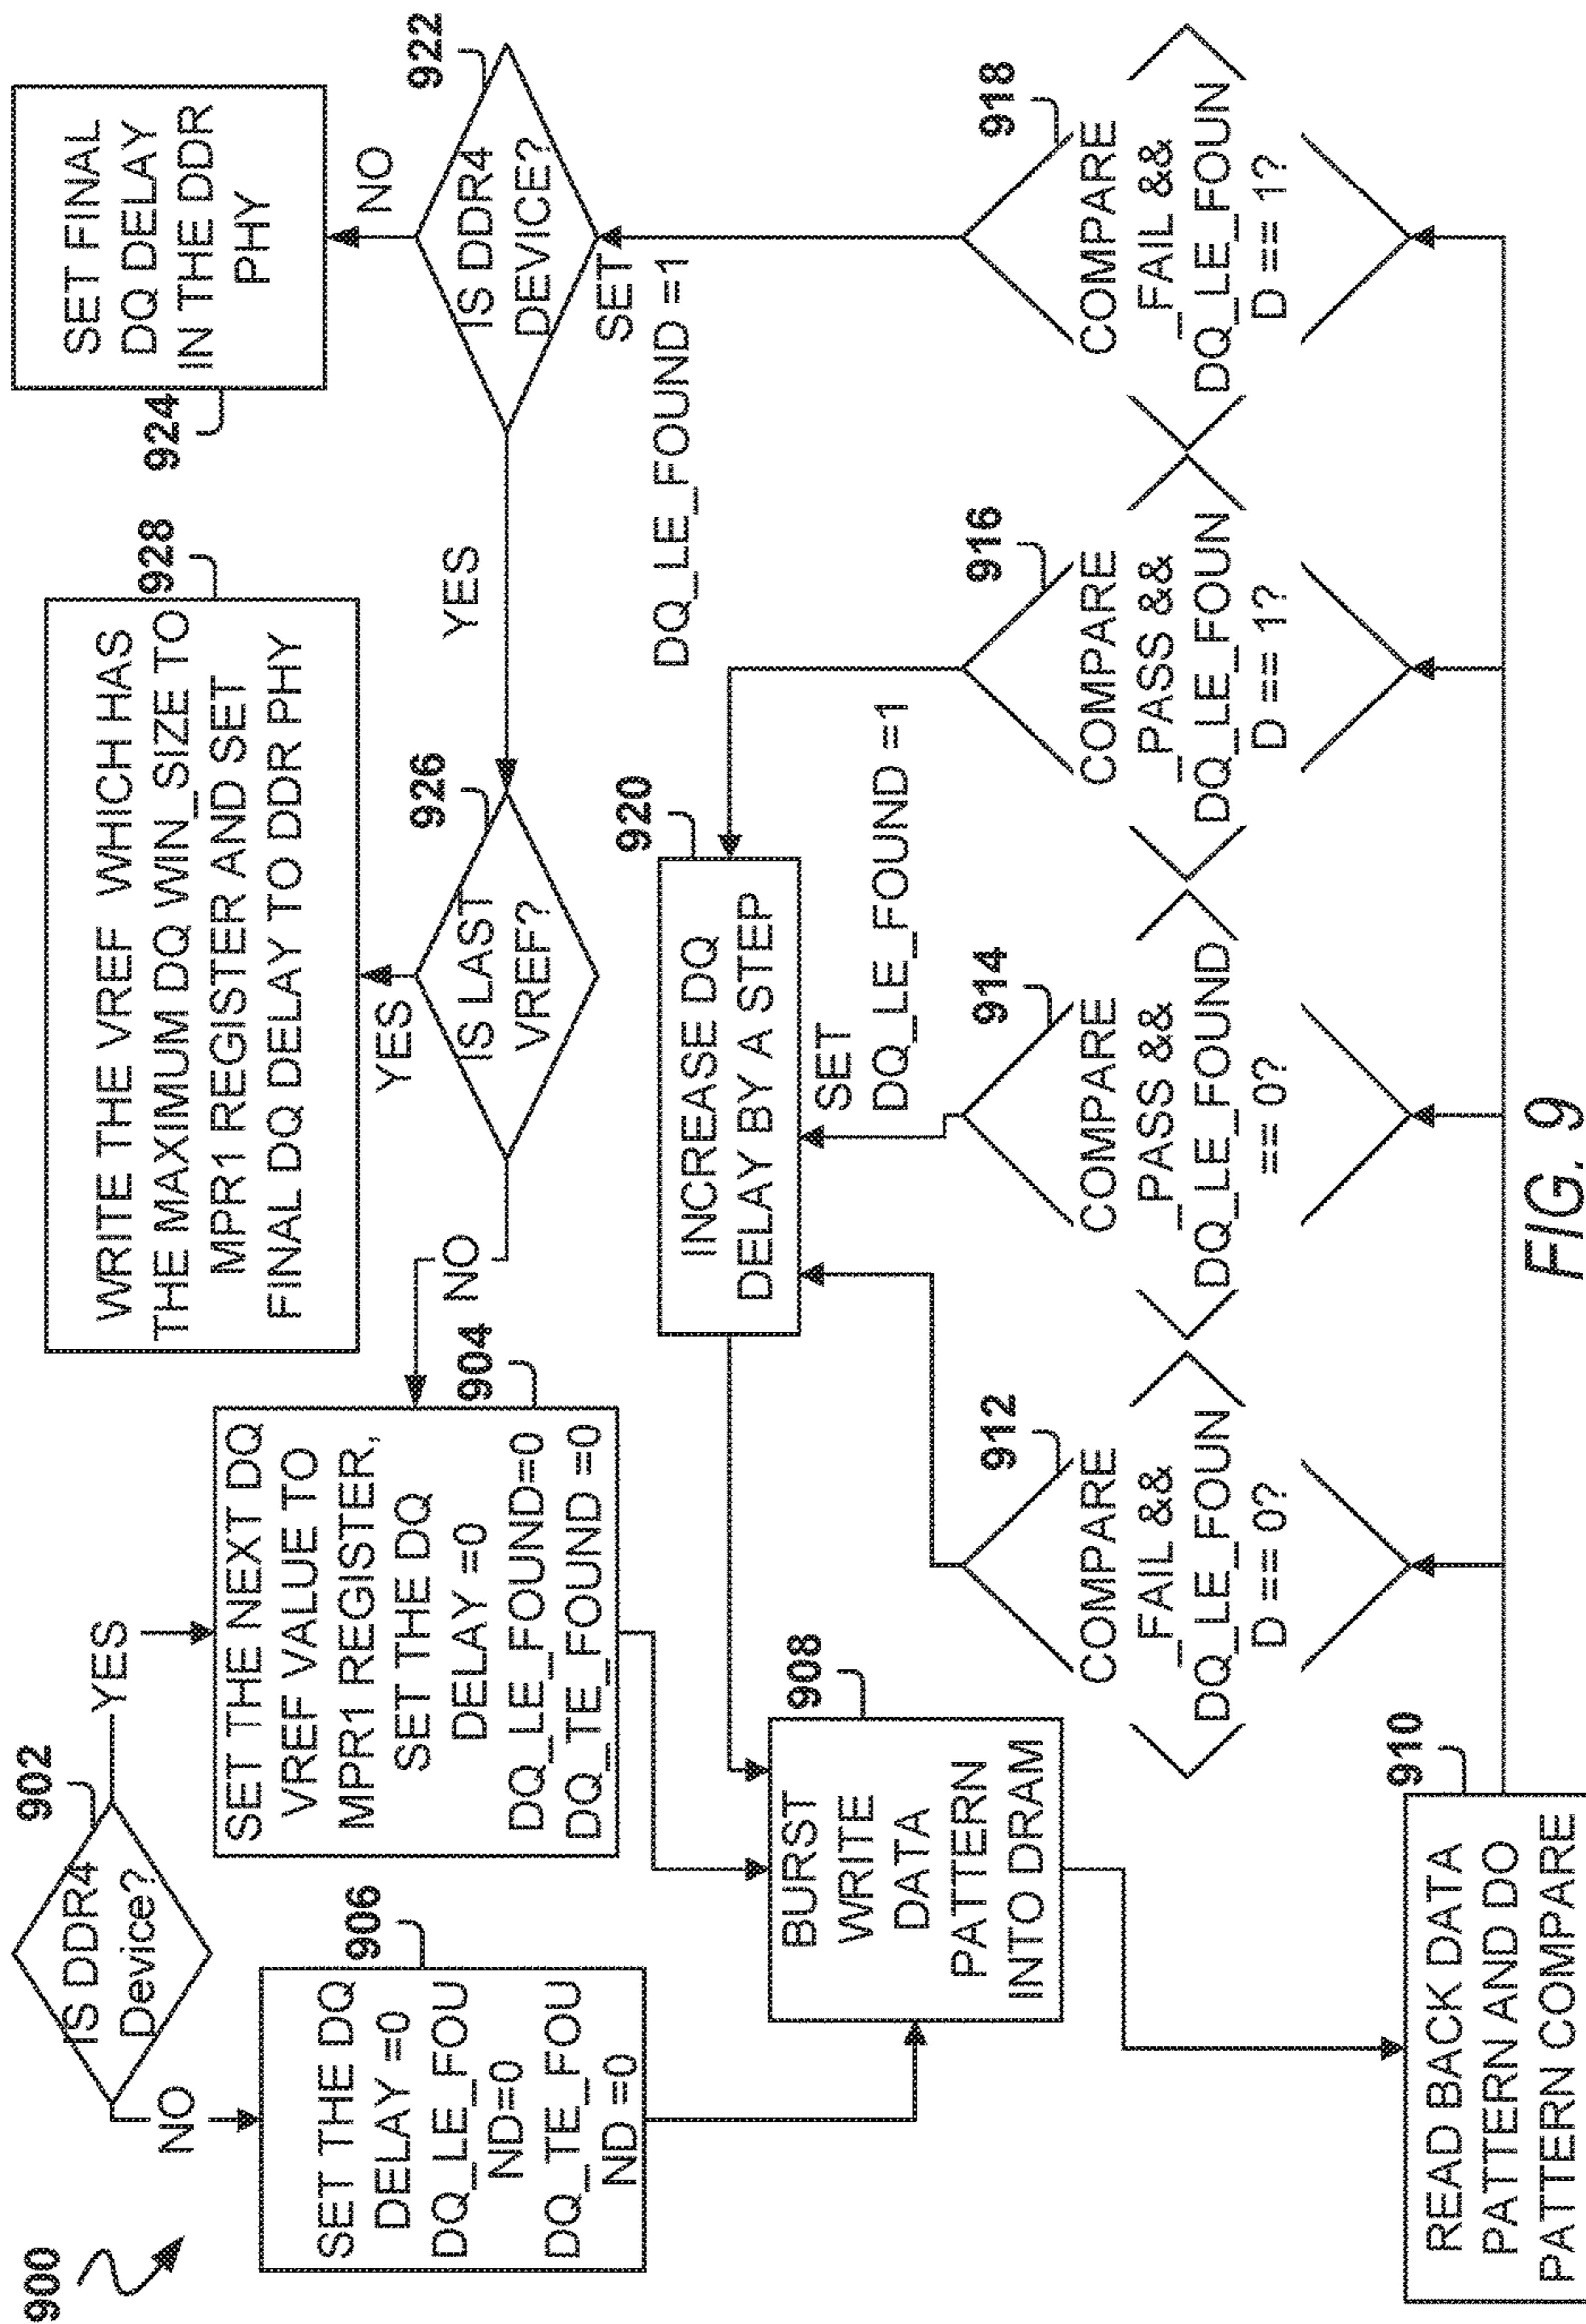 900
902
IS DDR4
Device?
NO
YES
906
SET THE DQ
DELAY =0
DQ_LE_FOU
ND=0
DQ_TE_FOU
ND =0
904
SET THE NEXT DQ
VREF VALUE TO
MPR1 REGISTER,
SET THE DQ
DELAY =0
DQ_LE_FOUND=0
DQ_TE_FOUND =0
908
BURST
WRITE
DATA
PATTERN
INTO DRAM
910
READ BACK DATA
PATTERN AND DO
PATTERN COMPARE
912
COMPARE
_FAIL &&
DQ_LE_FOUN
D == 0?
914
COMPARE
_PASS &&
DQ_LE_FOUND
== 0?
916
COMPARE
_PASS &&
DQ_LE_FOUN
D == 1?
918
COMPARE
_FAIL &&
DQ_LE_FOUN
D == 1?
920
INCREASE DQ
DELAY BY A STEP
SET
DQ_LE_FOUND =1
SET
DQ_LE_FOUND =1
922
IS DDR4
DEVICE?
NO
YES
924
SET FINAL
DQ DELAY
IN THE DDR
PHY
926
IS LAST
VREF?
YES
NO
928
WRITE THE VREF WHICH HAS
THE MAXIMUM DQ WIN_SIZE TO
MPR1 REGISTER AND SET
FINAL DQ DELAY TO DDR PHY
FIG. 9